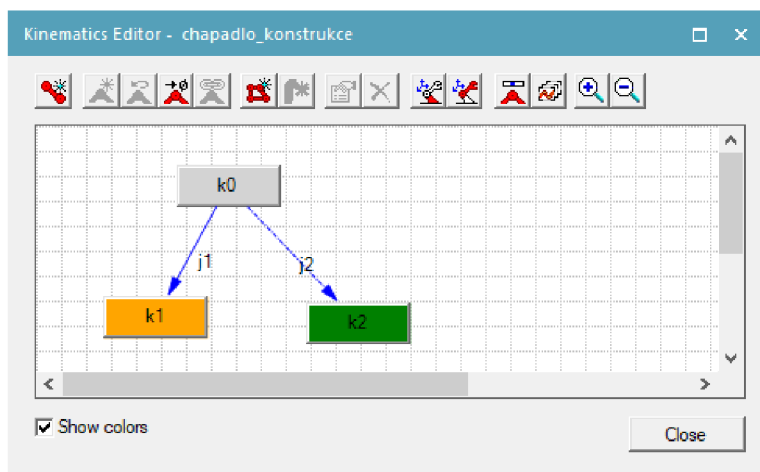 Kinematics Editor - chapadlo_konstrukce
k0
j1
j2
k1
k2
Show colors
Close